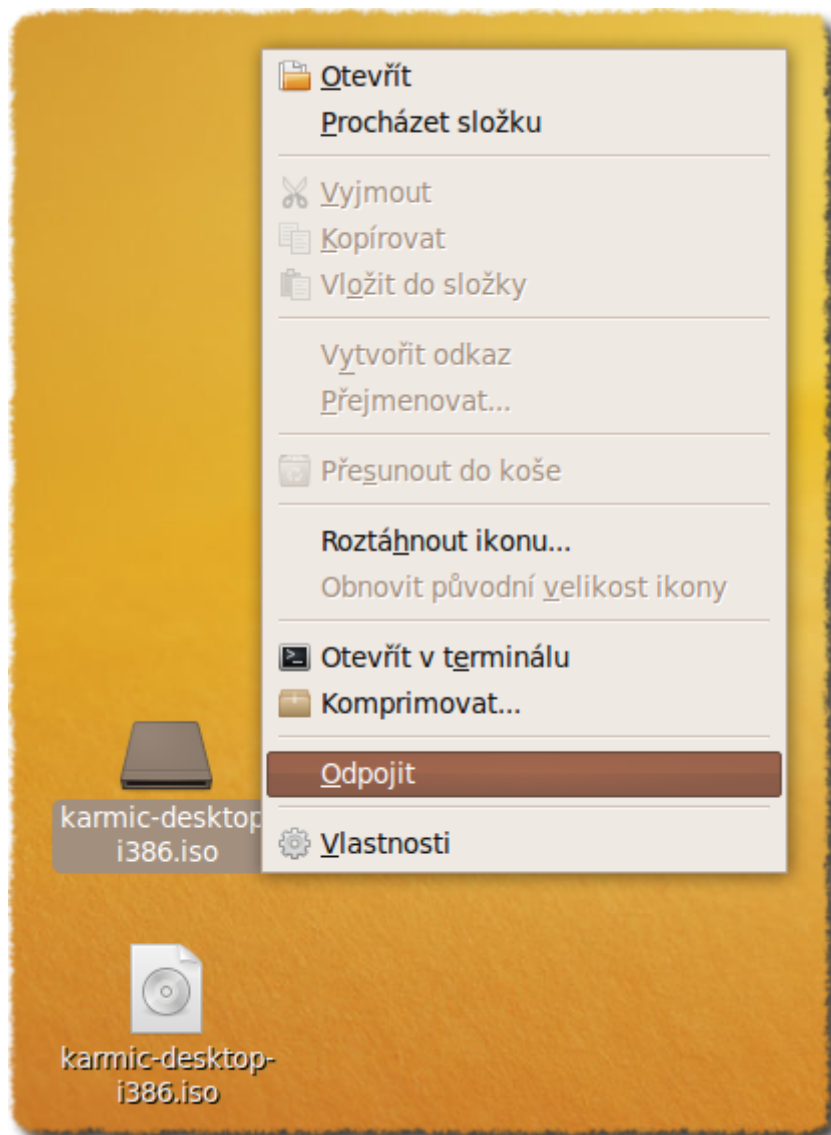 Otevřít
Procházet složku
Vyjmout
Kopírovat
Vložit do složky
Vytvořit odkaz
Přejmenovat...
Přesunout do koše
Roztáhnout ikonu...
Obnovit původní velikost ikony
Otevřít v terminálu
Komprimovat...
Odpojit
Vlastnosti
karmic-desktop
i386.iso
karmic-desktop-
i386.iso